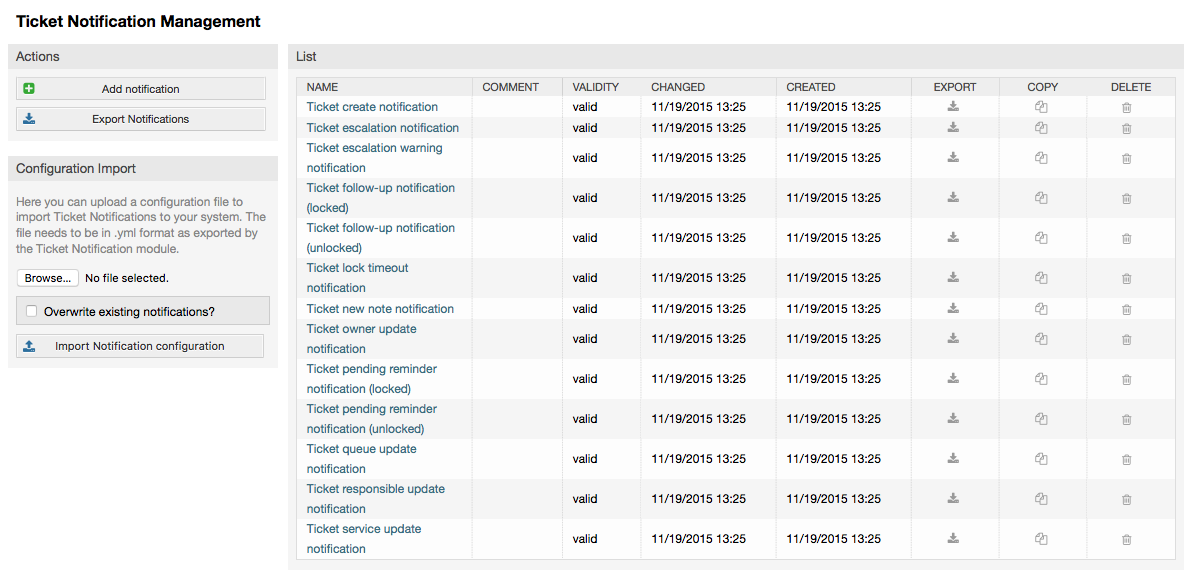 Ticket Notification Management
Actions
Add notification
Export Notifications
Configuration Import
Here you can upload a configuration file to
import Ticket Notifications to your system. The
file needs to be in .yml format as exported by
the Ticket Notification module.
Browse... No file selected.
Overwrite existing notifications?
Import Notification configuration
List
NAME COMMENT VALIDITY CHANGED CREATED EXPORT COPY DELETE
Ticket create notification valid 11/19/2015 13:25 11/19/2015 13:25
Ticket escalation notification valid 11/19/2015 13:25 11/19/2015 13:25
Ticket escalation warning
notification valid 11/19/2015 13:25 11/19/2015 13:25
Ticket follow-up notification
(locked) valid 11/19/2015 13:25 11/19/2015 13:25
Ticket follow-up notification
(unlocked) valid 11/19/2015 13:25 11/19/2015 13:25
Ticket lock timeout
notification valid 11/19/2015 13:25 11/19/2015 13:25
Ticket new note notification valid 11/19/2015 13:25 11/19/2015 13:25
Ticket owner update
notification valid 11/19/2015 13:25 11/19/2015 13:25
Ticket pending reminder
notification (locked) valid 11/19/2015 13:25 11/19/2015 13:25
Ticket pending reminder
notification (unlocked) valid 11/19/2015 13:25 11/19/2015 13:25
Ticket queue update
notification valid 11/19/2015 13:25 11/19/2015 13:25
Ticket responsible update
notification valid 11/19/2015 13:25 11/19/2015 13:25
Ticket service update
notification valid 11/19/2015 13:25 11/19/2015 13:25